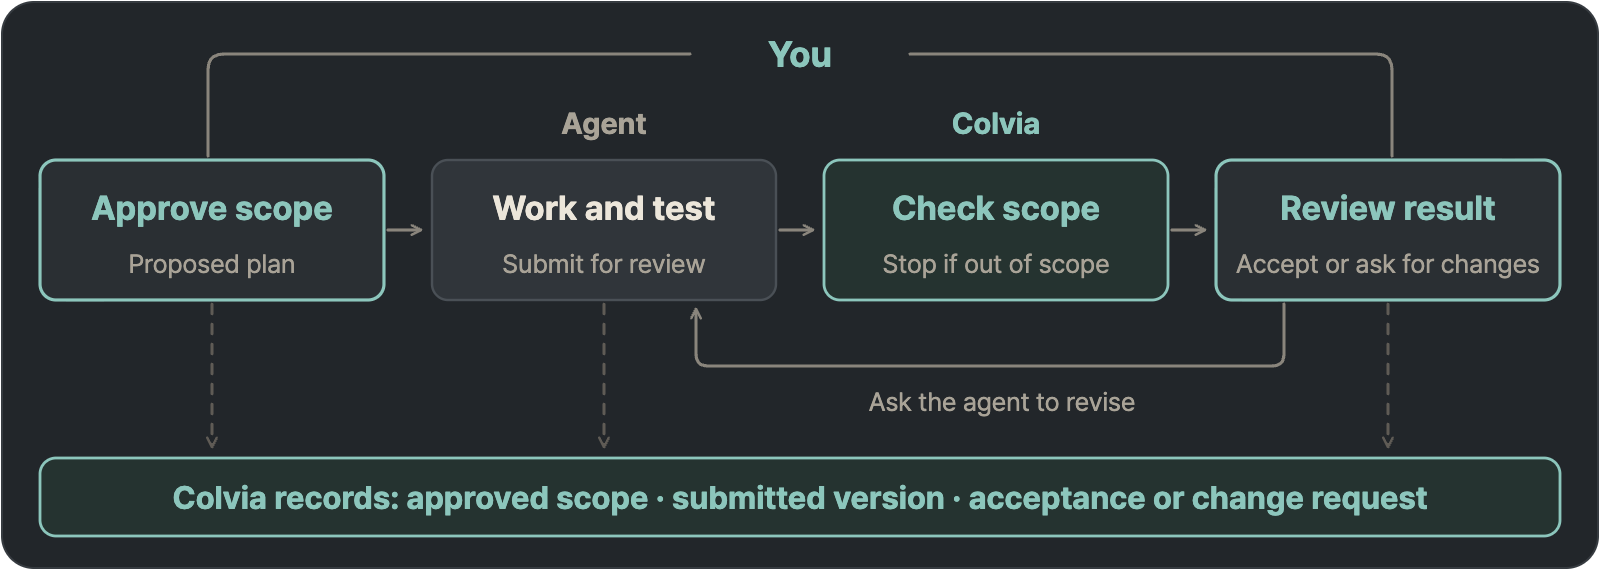 You
Agent
Colvia
Approve scope
Proposed plan
Work and test
Submit for review
Check scope
Stop if out of scope
Review result
Accept or ask for changes
Ask the agent to revise
Colvia records: approved scope · submitted version · acceptance or change request